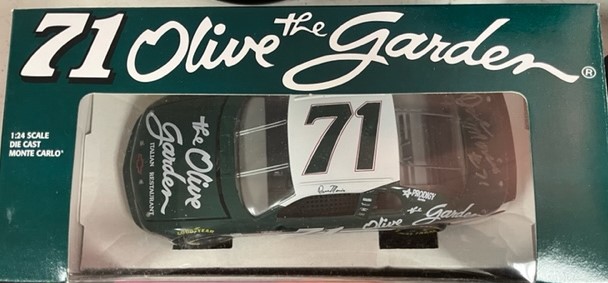 71 the Olive Garden®
1:24 SCALE
DIE CAST
MONTE CARLO®
the Olive
Garden
ITALIAN RESTAURANT
71
PRODIGY
the
Olive Garden
71
GOODYEAR